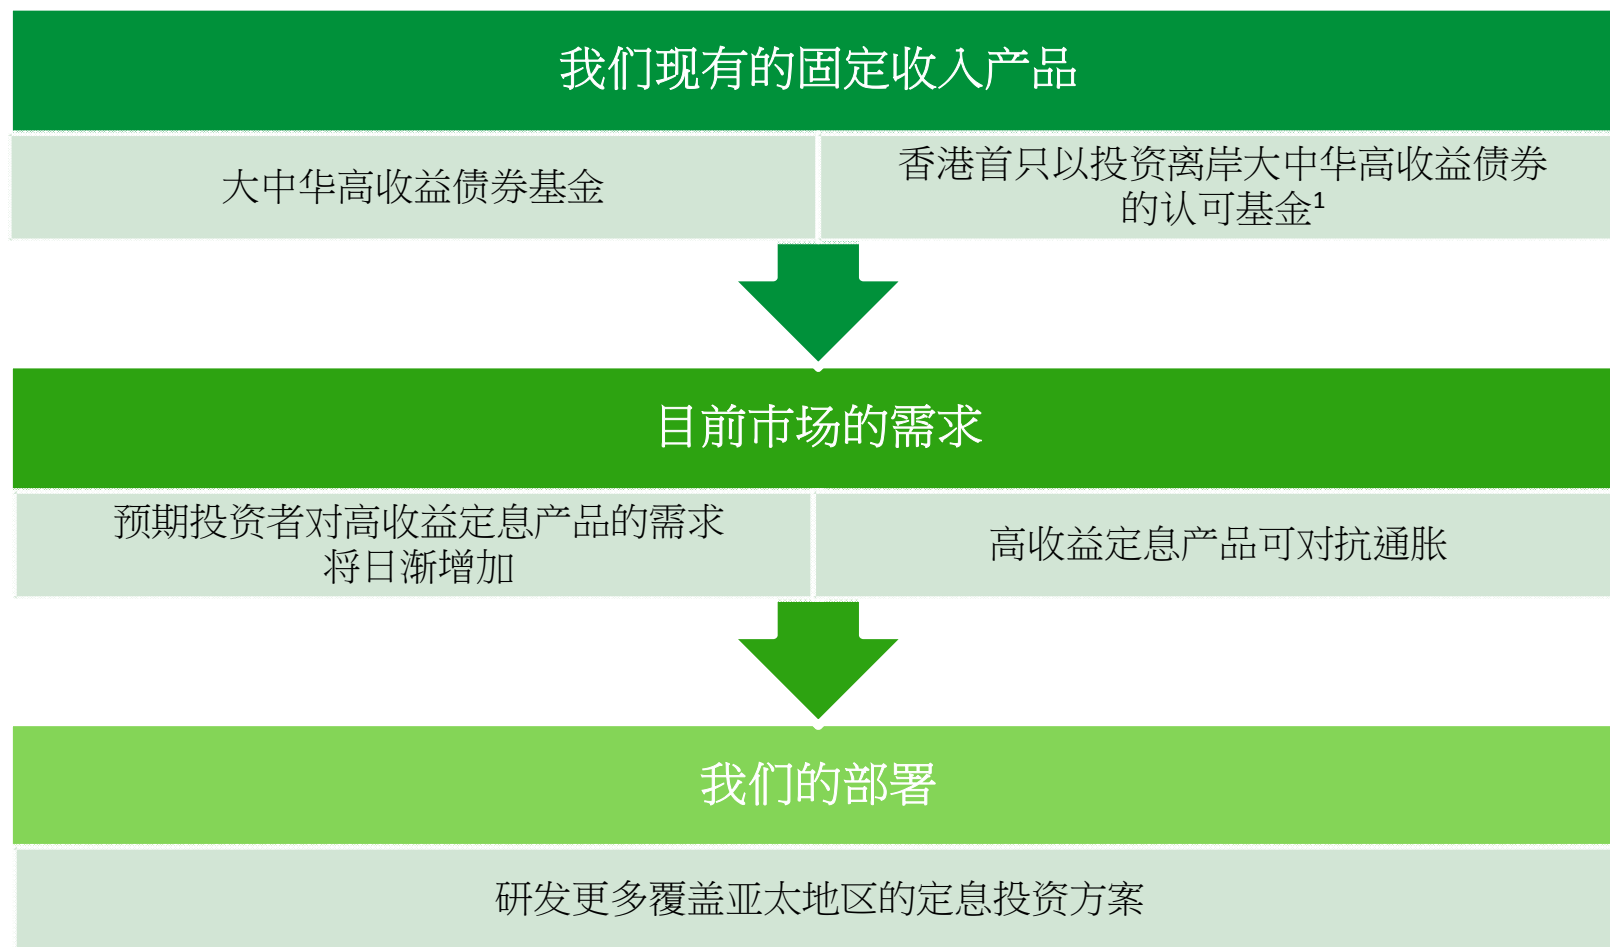 我们现有的固定收入产品
大中华高收益债券基金
香港首只以投资离岸大中华高收益债券
的认可基金¹
目前市场的需求
预期投资者对高收益定息产品的需求
将日渐增加
高收益定息产品可对抗通胀
我们的部署
研发更多覆盖亚太地区的定息投资方案